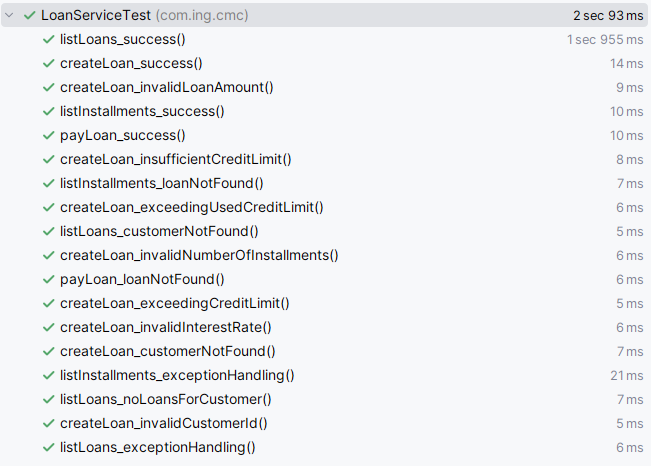 LoanServiceTest (com.ing.cmc) 2 sec 93 ms
listLoans_success() 1 sec 955 ms
createLoan_success() 14 ms
createLoan_invalidLoanAmount() 9 ms
listInstallments_success() 10 ms
payLoan_success() 10 ms
createLoan_insufficientCreditLimit() 8 ms
listInstallments_loanNotFound() 7 ms
createLoan_exceedingUsedCreditLimit() 6 ms
listLoans_customerNotFound() 5 ms
createLoan_invalidNumberOfInstallments() 6 ms
payLoan_loanNotFound() 6 ms
createLoan_exceedingCreditLimit() 5 ms
createLoan_invalidInterestRate() 6 ms
createLoan_customerNotFound() 7 ms
listInstallments_exceptionHandling() 21 ms
listLoans_noLoansForCustomer() 7 ms
createLoan_invalidCustomerId() 5 ms
listLoans_exceptionHandling() 6 ms